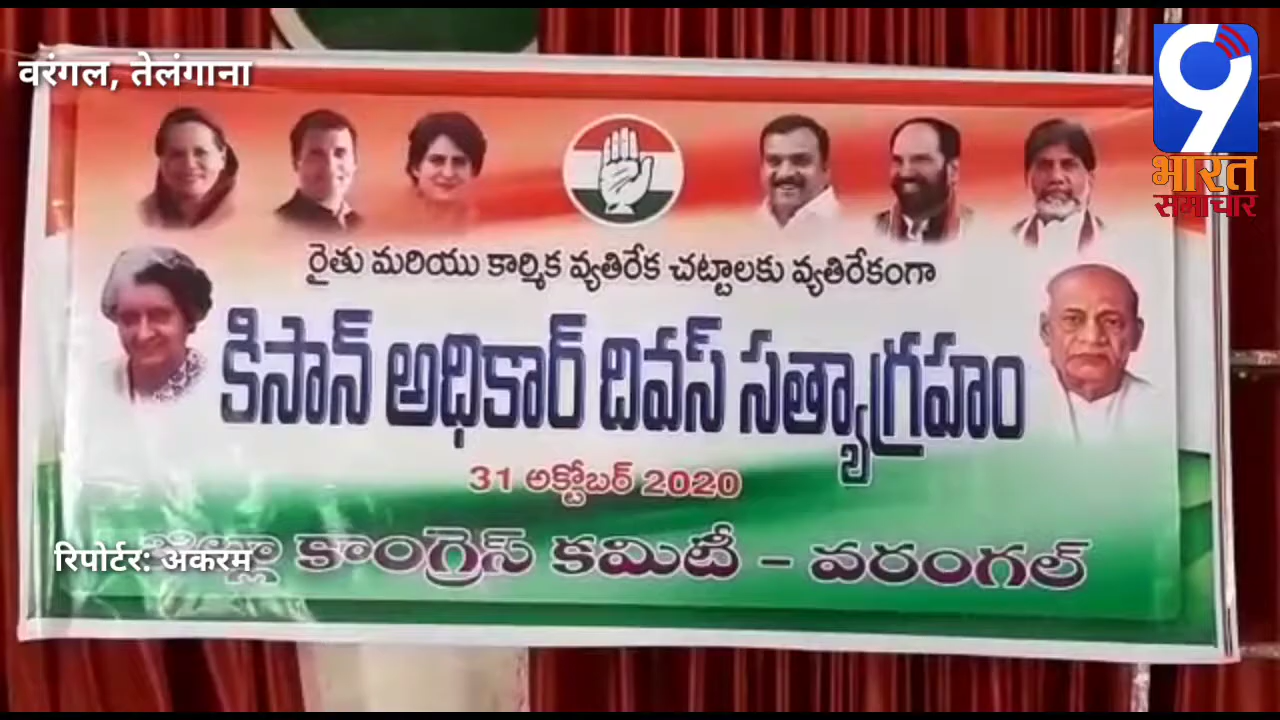 वरंगल, तेलंगाना
9
भारत
समाचार
రైతు మరియు కార్మిక వ్యతిరేక చట్టాలకు వ్యతిరేకంగా
కిసాన్ అధికార్ దివస్ సత్యాగ్రహం
31 అక్టోబర్ 2020
కాంగ్రెస్ కమిటీ - వరంగల్
रिपोर्टर: अकरम